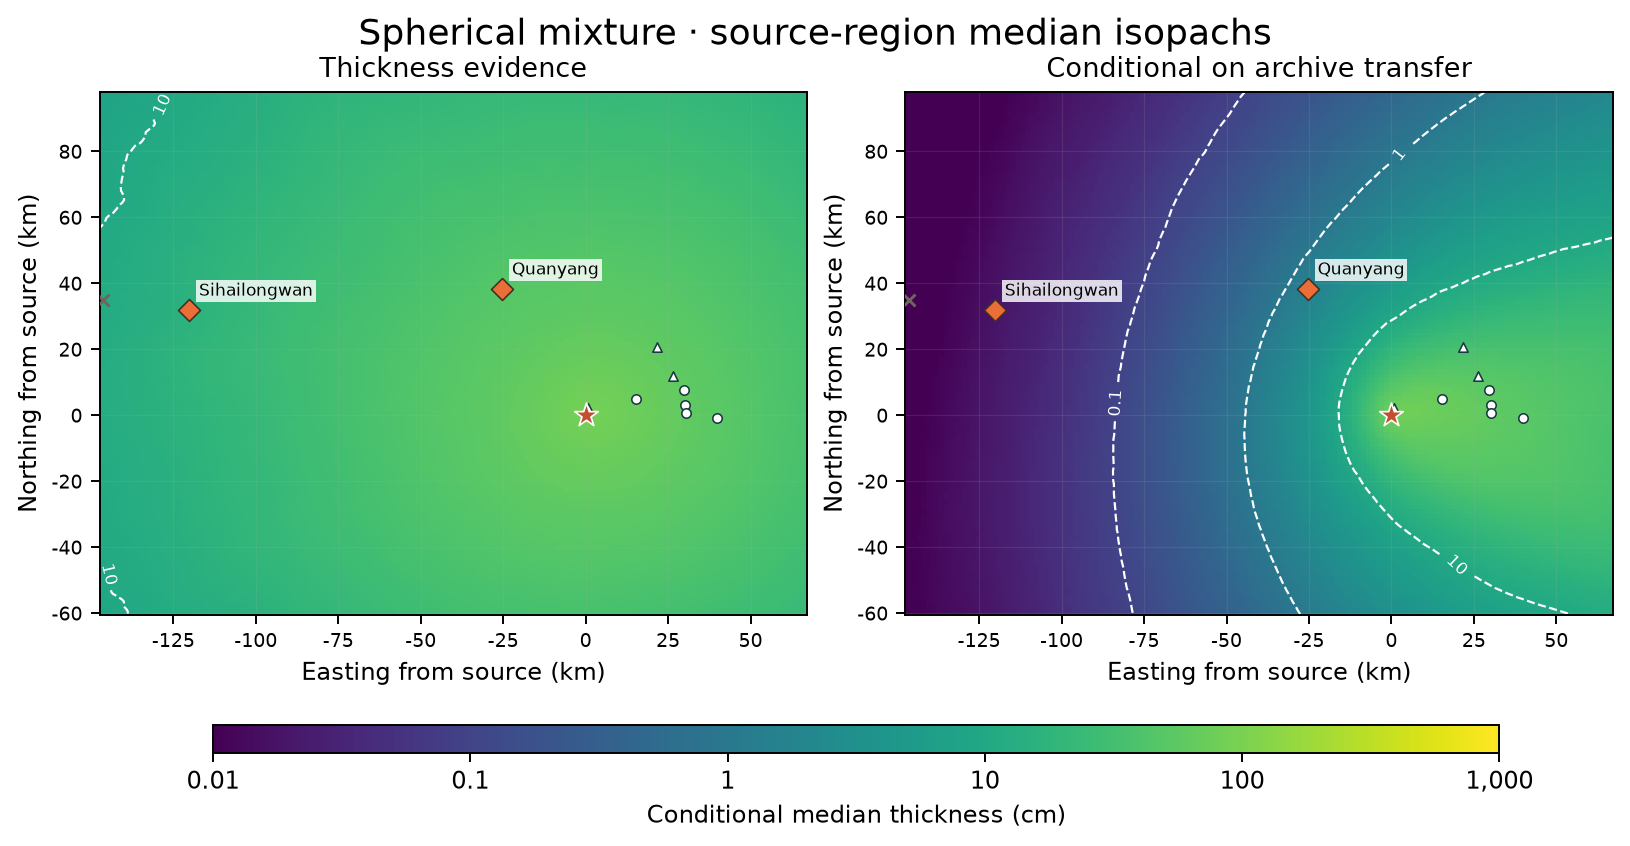 Spherical mixture · source-region median isopachs
Thickness evidence
Conditional on archive transfer
Northing from source (km)
80
60
40
20
0
-20
-40
-60
10
10
Sihailongwan
Quanyang
-125 -100 -75 -50 -25 0 25 50
Easting from source (km)
Northing from source (km)
80
60
40
20
0
-20
-40
-60
0.1
1
10
Sihailongwan
Quanyang
-125 -100 -75 -50 -25 0 25 50
Easting from source (km)
0.01 0.1 1 10 100 1,000
Conditional median thickness (cm)